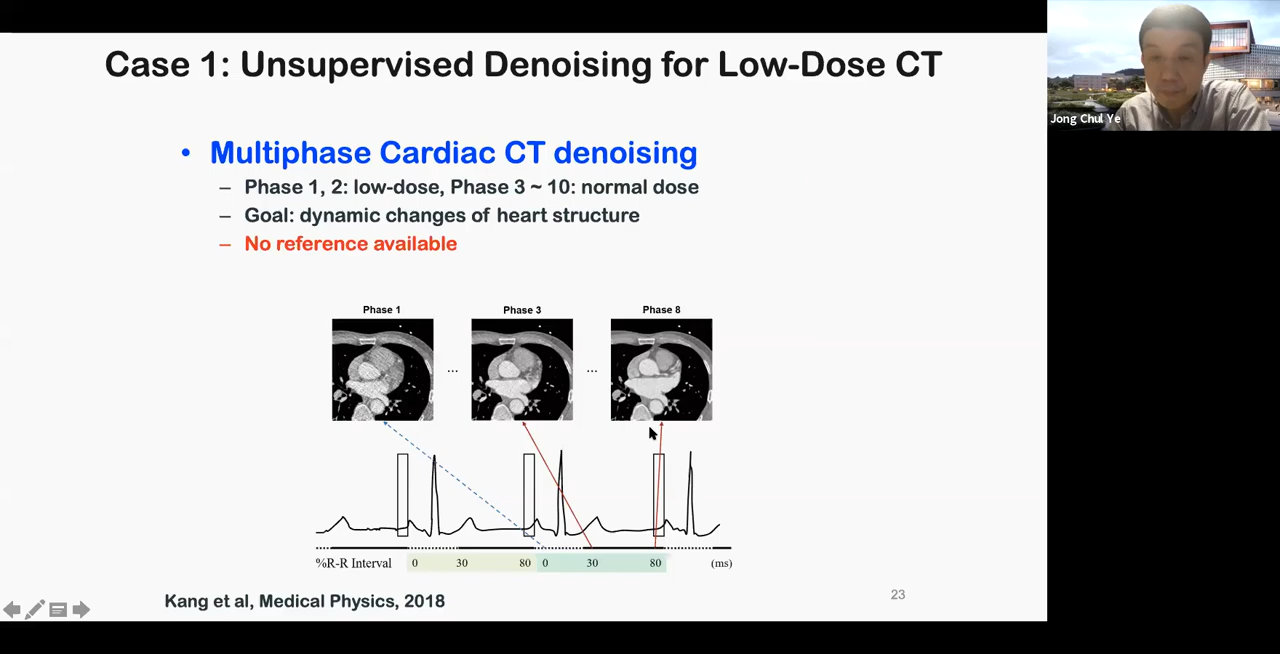 Case 1: Unsupervised Denoising for Low-Dose CT
Jong Chul Ye
• Multiphase Cardiac CT denoising
– Phase 1, 2: low-dose, Phase 3 ~ 10: normal dose
– Goal: dynamic changes of heart structure
– No reference available
Phase 1 Phase 3 Phase 8
... ...
%R-R Interval 0 30 80 0 30 80 (ms)
Kang et al, Medical Physics, 2018
23